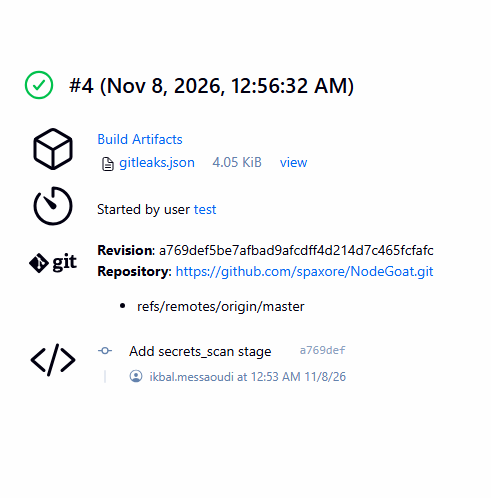 #4 (Nov 8, 2026, 12:56:32 AM)
Build Artifacts
gitleaks.json 4.05 KiB view
Started by user test
git
Revision: a769def5be7afbad9afcdff4d214d7c465fcfafc
Repository: https://github.com/spaxore/NodeGoat.git
• refs/remotes/origin/master
Add secrets_scan stage a769def
ikbal.messaoudi at 12:53 AM 11/8/26